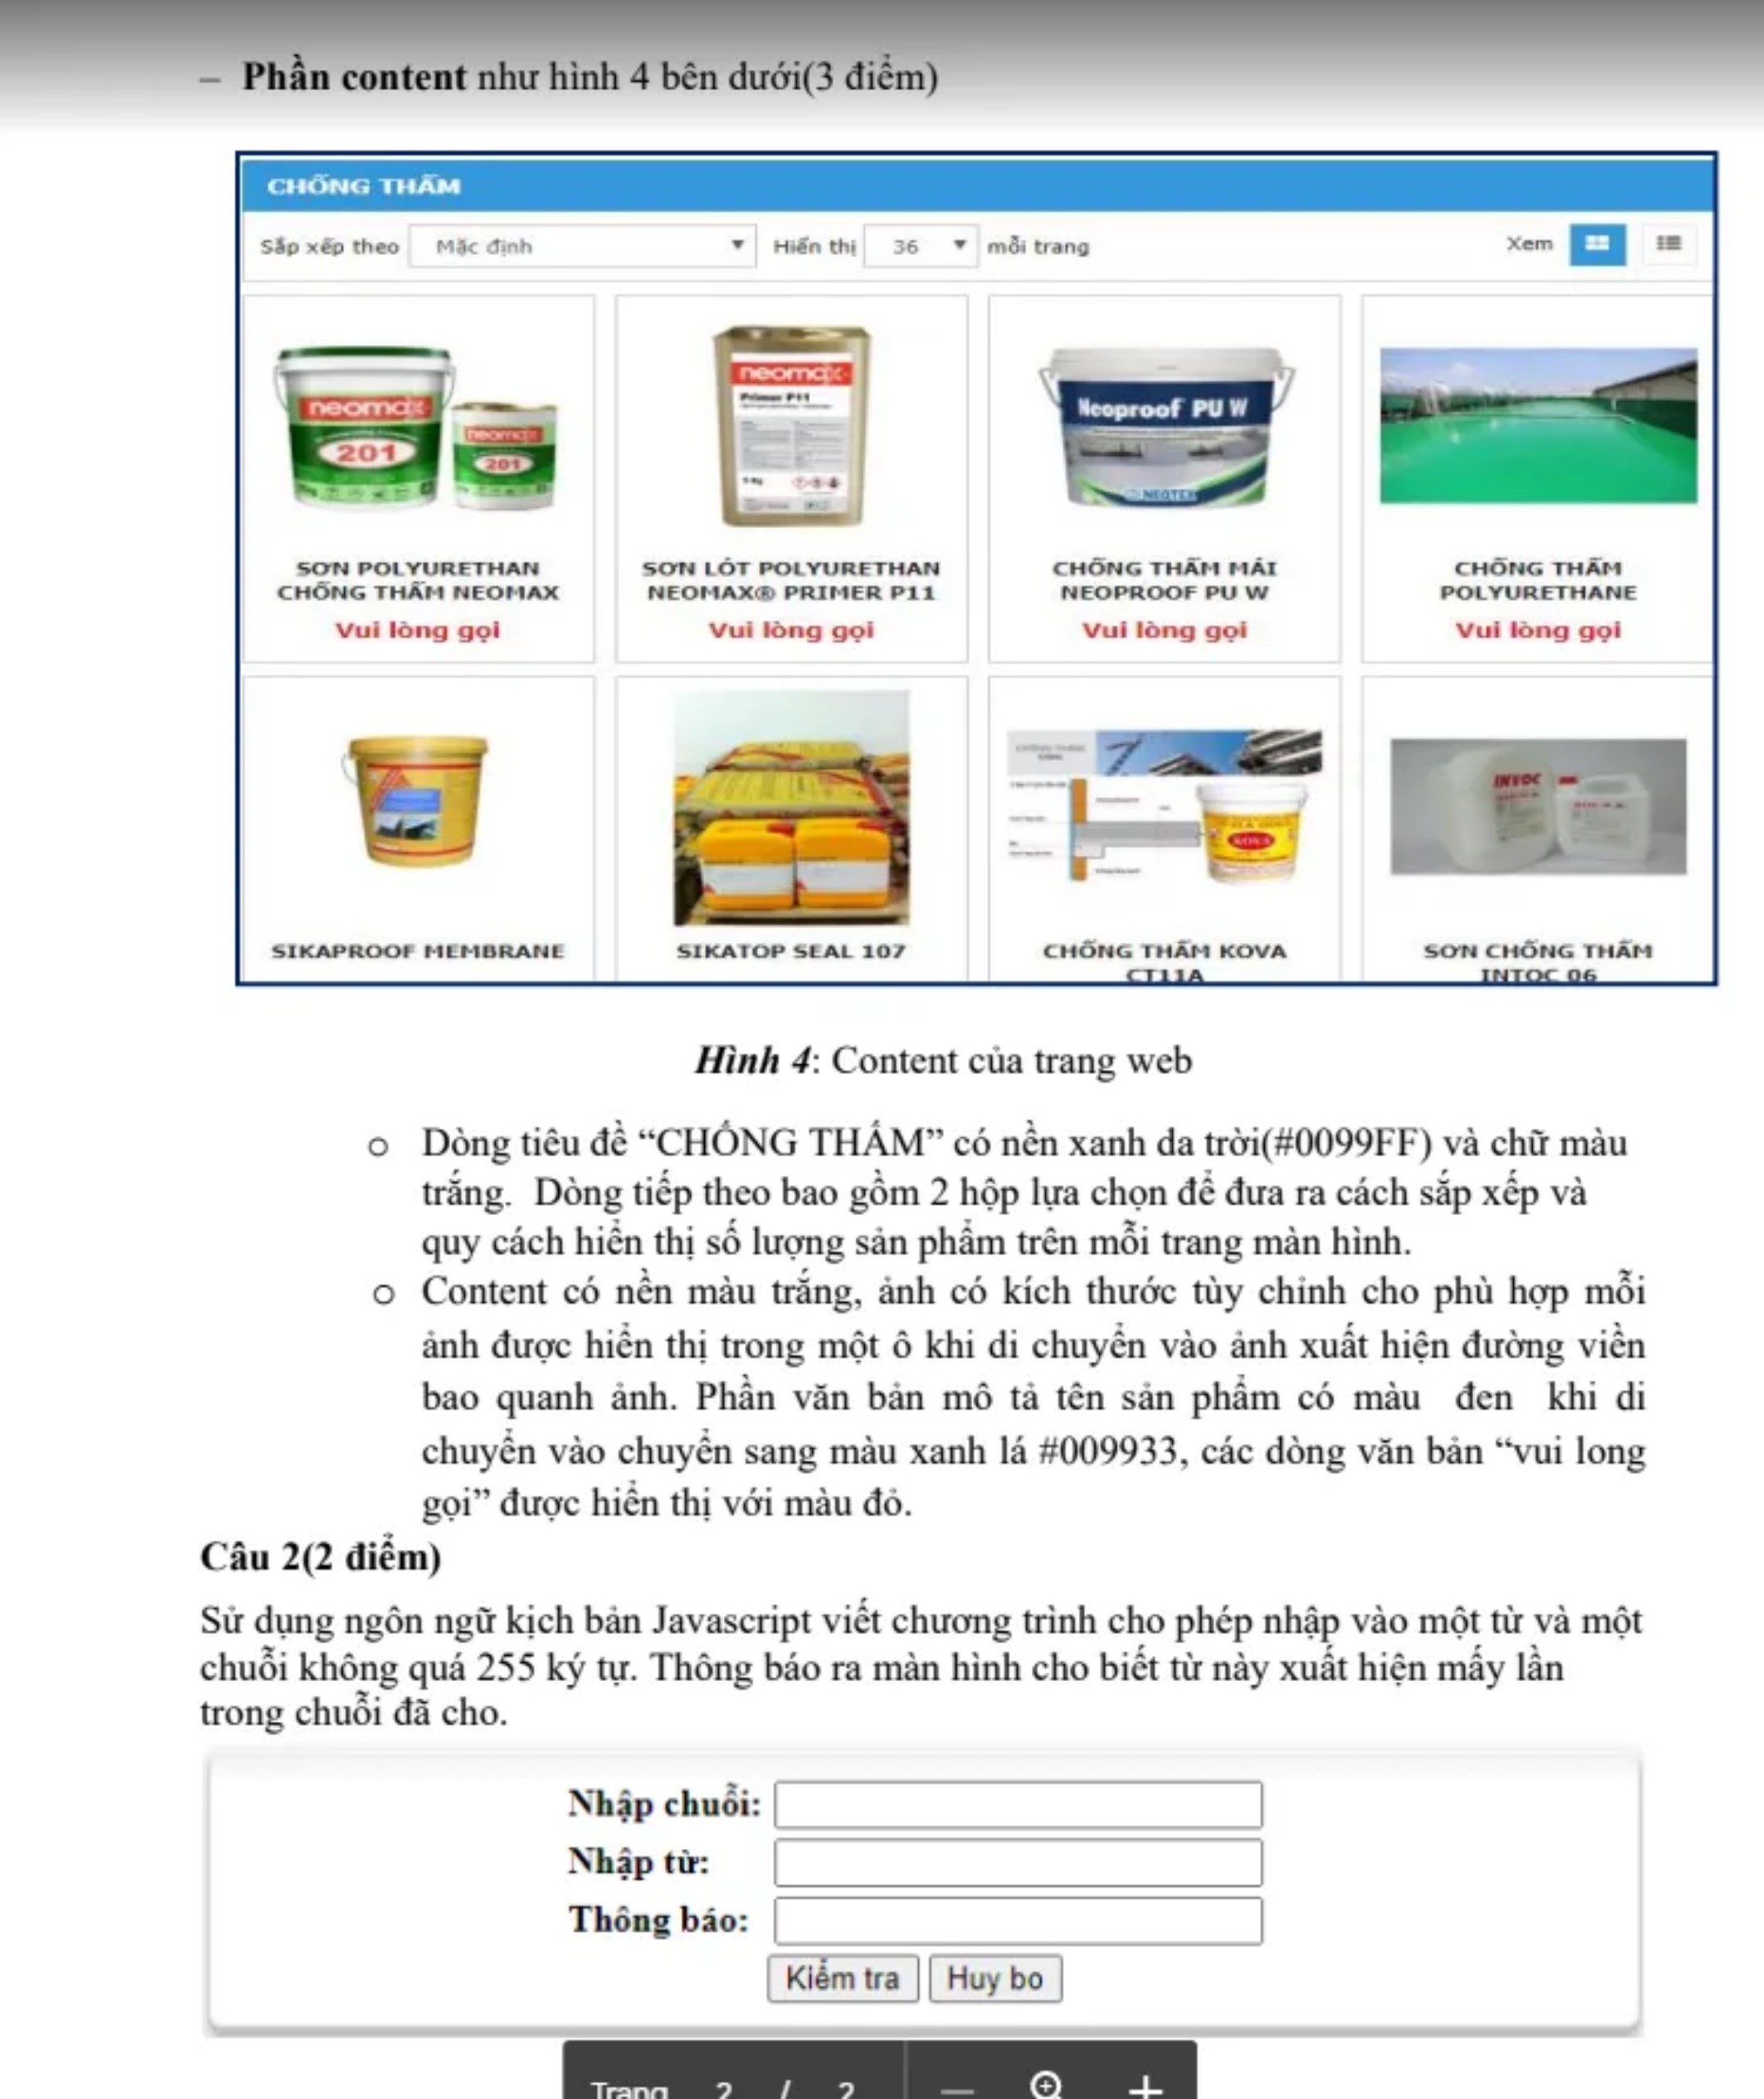 – Phần content như hình 4 bên dưới(3 điểm)
CHỐNG THẤM
Sắp xếp theo Mặc định Hiển thị 36 mỗi trang Xem
neomax 201 neomax 201
neomax Primer P11
Neoproof PU W NEOTEX
SƠN POLYURETHAN CHỐNG THẤM NEOMAX
Vui lòng gọi
SƠN LÓT POLYURETHAN NEOMAX® PRIMER P11
Vui lòng gọi
CHỐNG THẤM MÁI NEOPROOF PU W
Vui lòng gọi
CHỐNG THẤM POLYURETHANE
Vui lòng gọi
KOVA
SIKAPROOF MEMBRANE
SIKATOP SEAL 107
CHỐNG THẤM KOVA CT11A
SƠN CHỐNG THẤM INTOC 06
Hình 4: Content của trang web
o Dòng tiêu đề “CHỐNG THẤM” có nền xanh da trời(#0099FF) và chữ màu
trắng. Dòng tiếp theo bao gồm 2 hộp lựa chọn để đưa ra cách sắp xếp và
quy cách hiển thị số lượng sản phẩm trên mỗi trang màn hình.
o Content có nền màu trắng, ảnh có kích thước tùy chỉnh cho phù hợp mỗi
ảnh được hiển thị trong một ô khi di chuyển vào ảnh xuất hiện đường viền
bao quanh ảnh. Phần văn bản mô tả tên sản phẩm có màu đen khi di
chuyển vào chuyển sang màu xanh lá #009933, các dòng văn bản “vui long
gọi” được hiển thị với màu đỏ.
Câu 2(2 điểm)
Sử dụng ngôn ngữ kịch bản Javascript viết chương trình cho phép nhập vào một từ và một
chuỗi không quá 255 ký tự. Thông báo ra màn hình cho biết từ này xuất hiện mấy lần
trong chuỗi đã cho.
Nhập chuỗi:
Nhập từ:
Thông báo:
Kiểm tra Huy bo
Trang 2 / 2